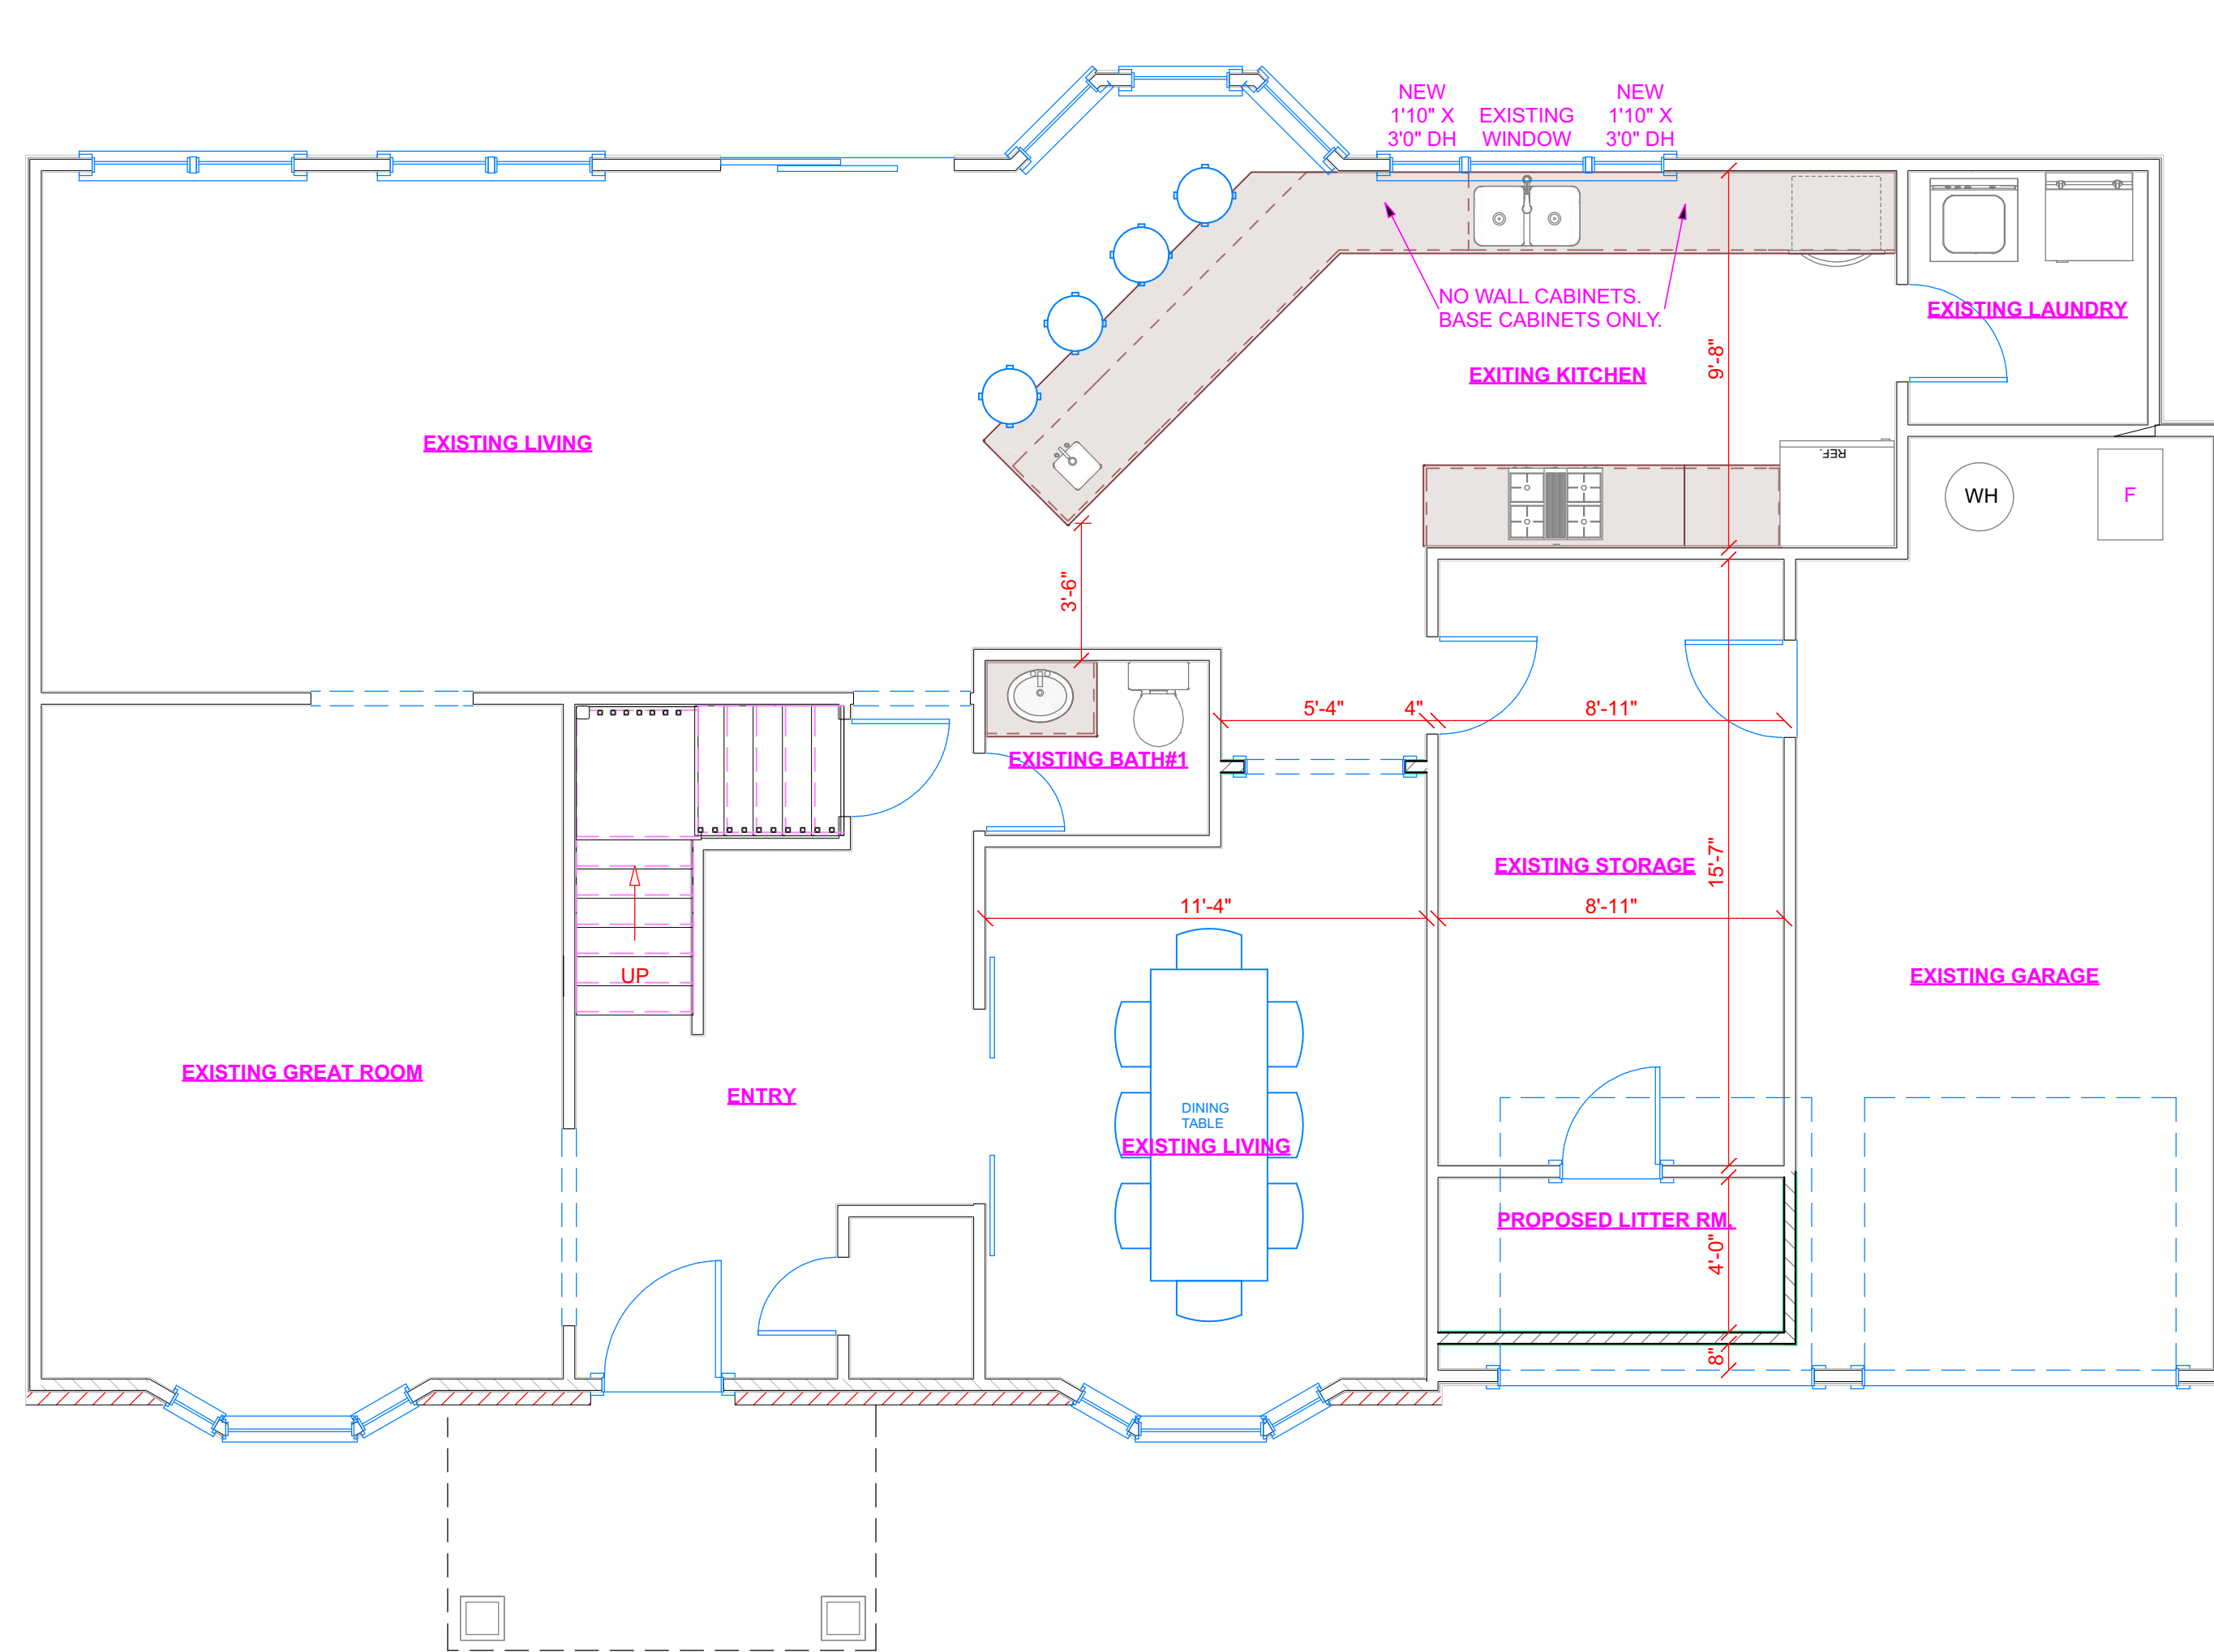 NEW
1'10" X
3'0" DH
EXISTING
WINDOW
NEW
1'10" X
3'0" DH
NO WALL CABINETS.
BASE CABINETS ONLY.
EXISTING LAUNDRY
9'-8"
EXITING KITCHEN
EXISTING LIVING
REF.
WH
F
3'-6"
5'-4"
4"
8'-11"
EXISTING BATH#1
EXISTING STORAGE
15'-7"
11'-4"
8'-11"
UP
EXISTING GARAGE
EXISTING GREAT ROOM
ENTRY
DINING
TABLE
EXISTING LIVING
PROPOSED LITTER RM.
4'-0"
8"